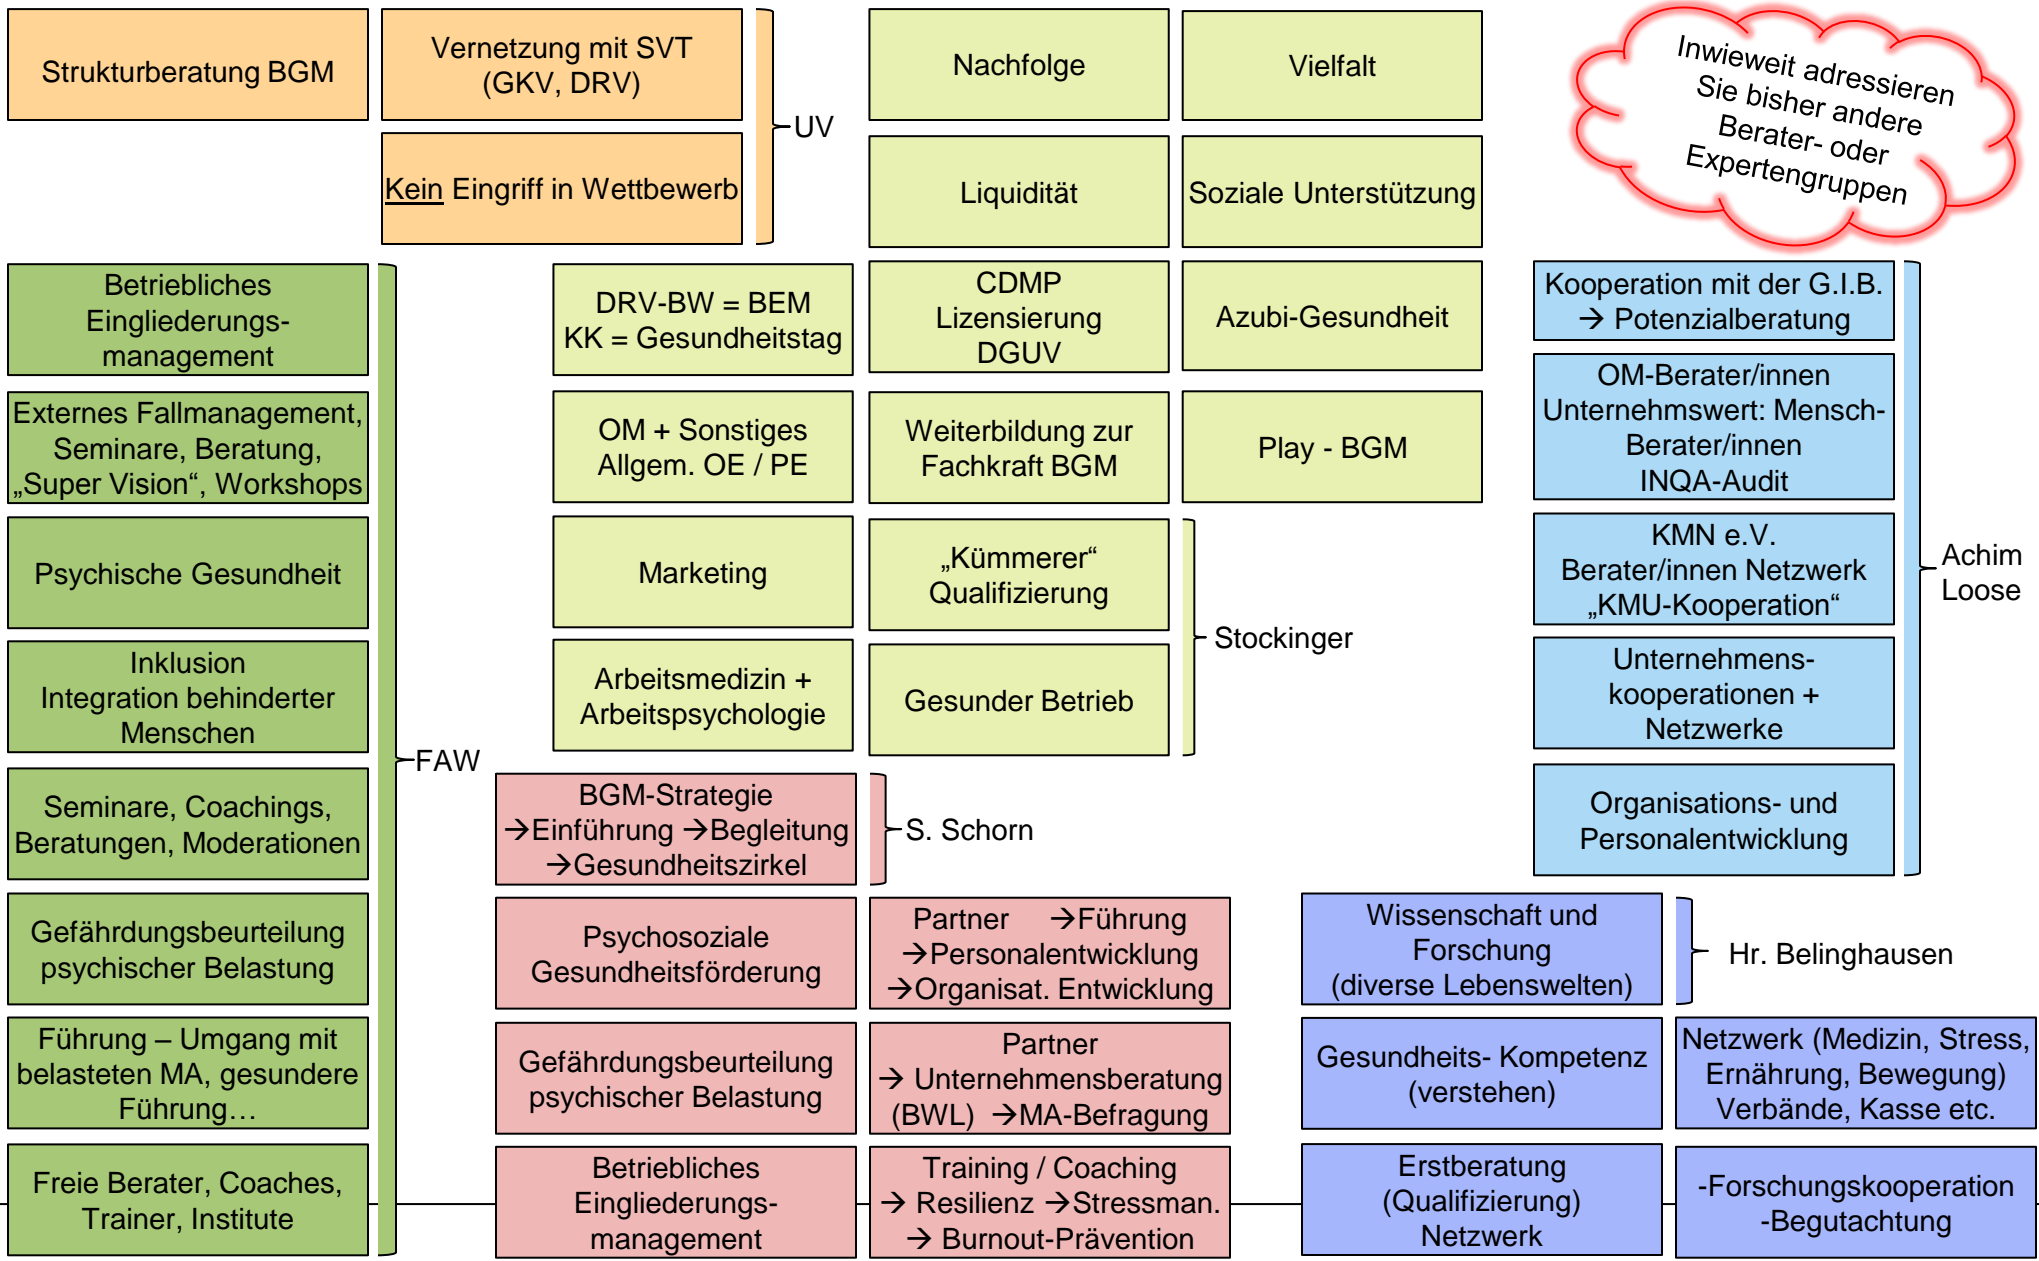 Strukturberatung BGM
Vernetzung mit SVT
(GKV, DRV)
Kein Eingriff in Wettbewerb
UV
Nachfolge
Vielfalt
Liquidität
Soziale Unterstützung
Inwieweit adressieren
Sie bisher andere
Berater- oder
Expertengruppen
Betriebliches
Eingliederungs-
management
Externes Fallmanagement,
Seminare, Beratung,
„Super Vision“, Workshops
Psychische Gesundheit
Inklusion
Integration behinderter
Menschen
Seminare, Coachings,
Beratungen, Moderationen
Gefährdungsbeurteilung
psychischer Belastung
Führung – Umgang mit
belasteten MA, gesundere
Führung…
Freie Berater, Coaches,
Trainer, Institute
FAW
DRV-BW = BEM
KK = Gesundheitstag
CDMP
Lizensierung
DGUV
Azubi-Gesundheit
OM + Sonstiges
Allgem. OE / PE
Weiterbildung zur
Fachkraft BGM
Play - BGM
Marketing
„Kümmerer“
Qualifizierung
Arbeitsmedizin +
Arbeitspsychologie
Gesunder Betrieb
Stockinger
BGM-Strategie
→Einführung →Begleitung
→Gesundheitszirkel
S. Schorn
Psychosoziale
Gesundheitsförderung
Partner →Führung
→Personalentwicklung
→Organisat. Entwicklung
Gefährdungsbeurteilung
psychischer Belastung
Partner
→ Unternehmensberatung
(BWL) →MA-Befragung
Betriebliches
Eingliederungs-
management
Training / Coaching
→ Resilienz →Stressman.
→ Burnout-Prävention
Kooperation mit der G.I.B.
→ Potenzialberatung
OM-Berater/innen
Unternehmswert: Mensch-
Berater/innen
INQA-Audit
KMN e.V.
Berater/innen Netzwerk
„KMU-Kooperation“
Unternehmens-
kooperationen +
Netzwerke
Organisations- und
Personalentwicklung
Achim
Loose
Wissenschaft und
Forschung
(diverse Lebenswelten)
Hr. Belinghausen
Gesundheits- Kompetenz
(verstehen)
Netzwerk (Medizin, Stress,
Ernährung, Bewegung)
Verbände, Kasse etc.
Erstberatung
(Qualifizierung)
Netzwerk
-Forschungskooperation
-Begutachtung